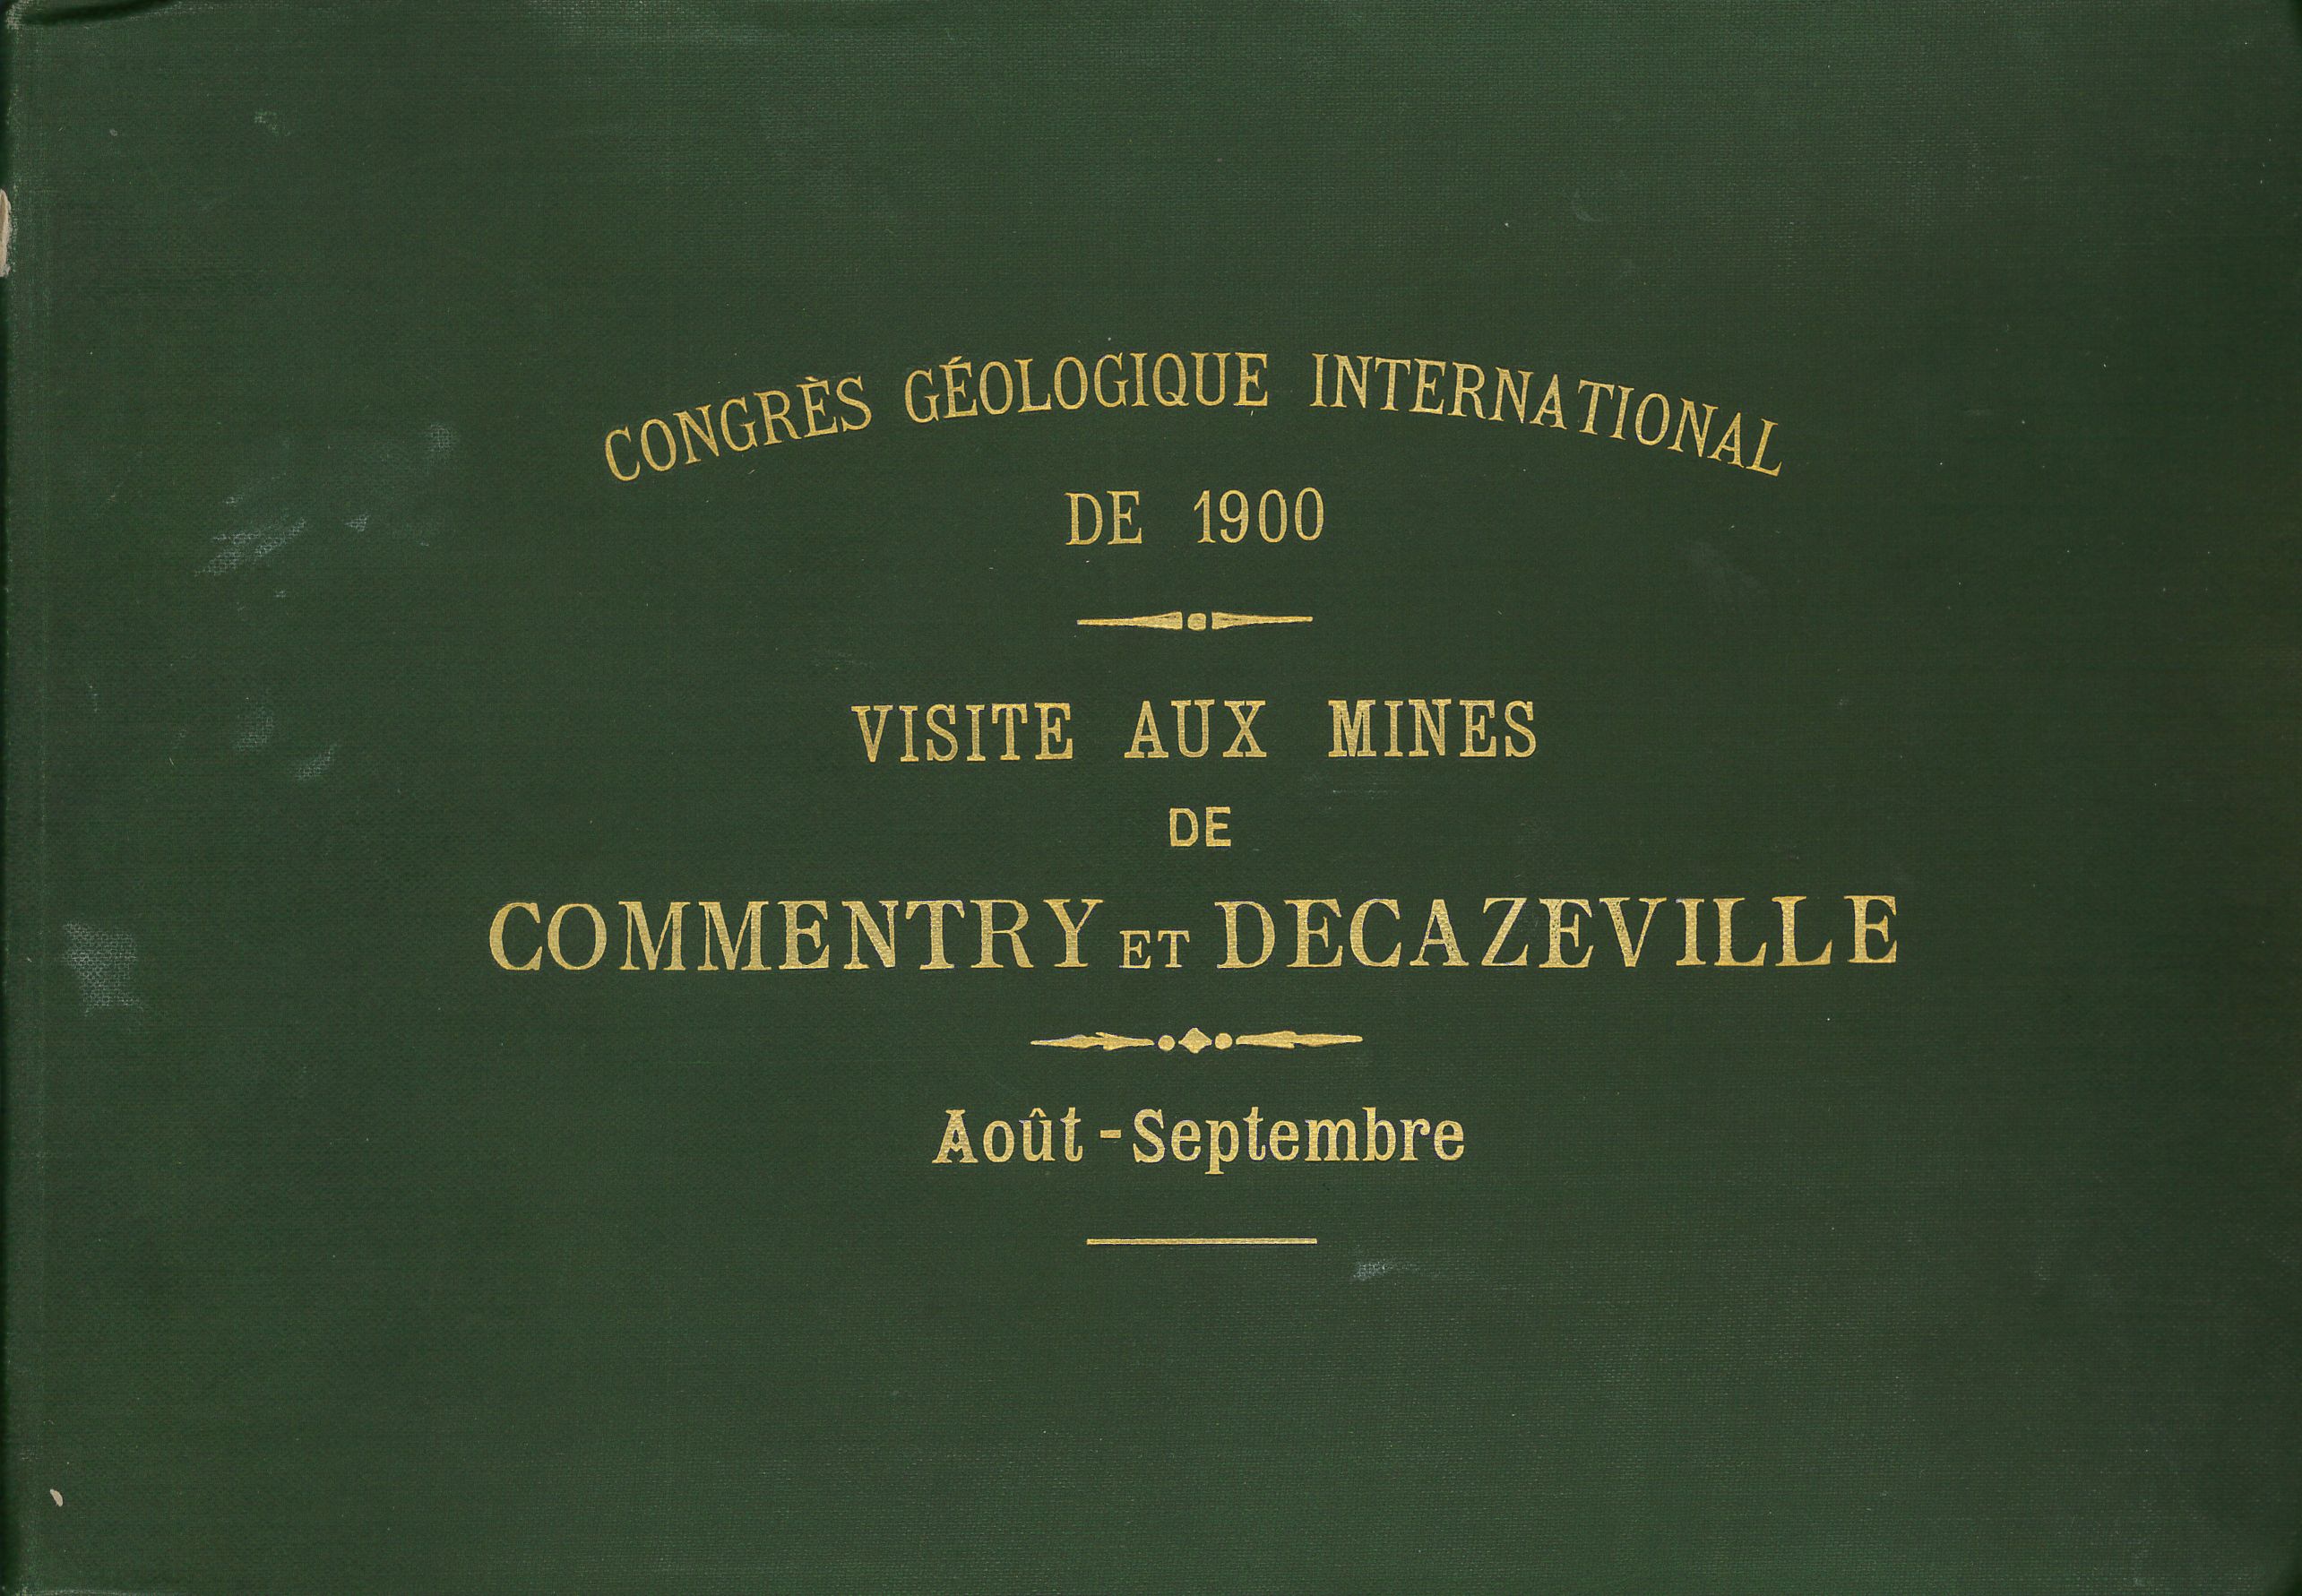 CONGRÈS GÉOLOGIQUE INTERNATIONAL
DE 1900
VISITE AUX MINES
DE
COMMENTRY ET DECAZEVILLE
Août-Septembre